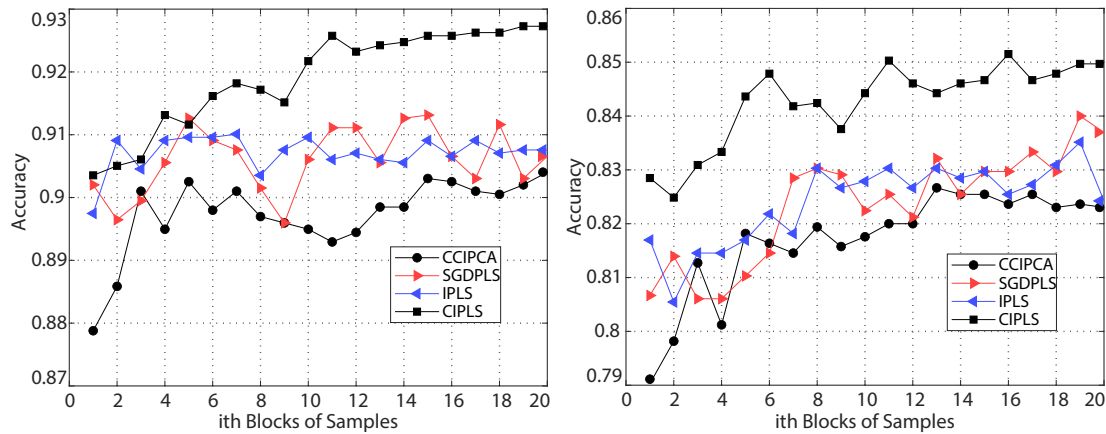 0.93
0.92
0.91
0.9
0.89
0.88
0.87
Accuracy
CCIPCA
SGDPLS
IPLS
CIPLS
0 2 4 6 8 10 12 14 16 18 20
ith Blocks of Samples
0.86
0.85
0.84
0.83
0.82
0.81
0.8
0.79
Accuracy
CCIPCA
SGDPLS
IPLS
CIPLS
0 2 4 6 8 10 12 14 16 18 20
ith Blocks of Samples